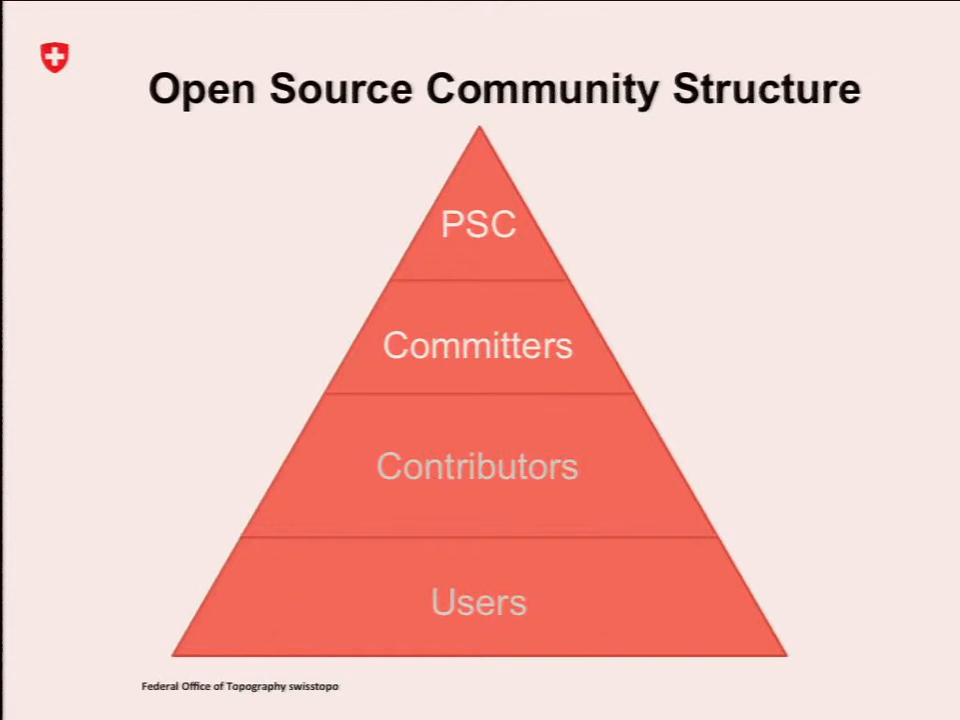 Open Source Community Structure
PSC
Committers
Contributors
Users
Federal Office of Topography swisstopo